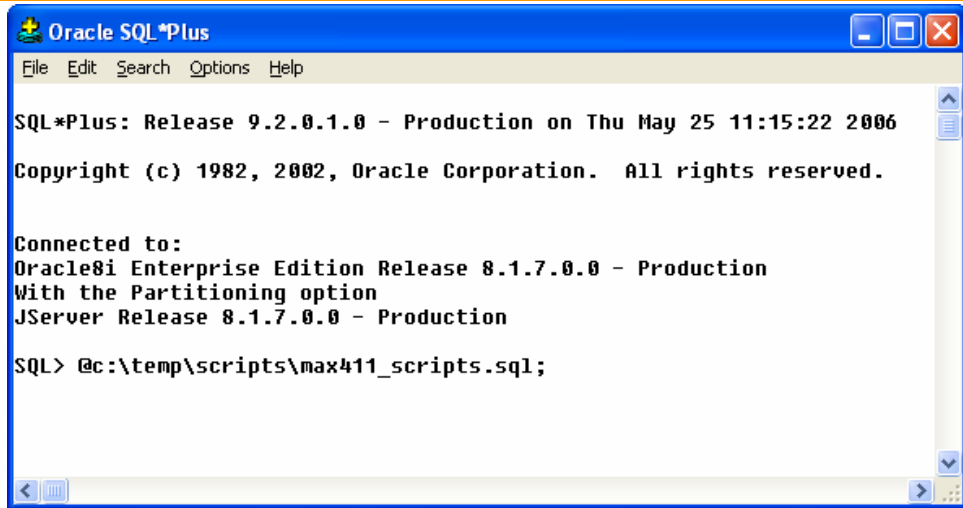 Oracle SQL*Plus
File Edit Search Options Help
SQL*Plus: Release 9.2.0.1.0 - Production on Thu May 25 11:15:22 2006
Copyright (c) 1982, 2002, Oracle Corporation.  All rights reserved.
Connected to:
Oracle8i Enterprise Edition Release 8.1.7.0.0 - Production
With the Partitioning option
JServer Release 8.1.7.0.0 - Production
SQL> @c:\temp\scripts\max411_scripts.sql;